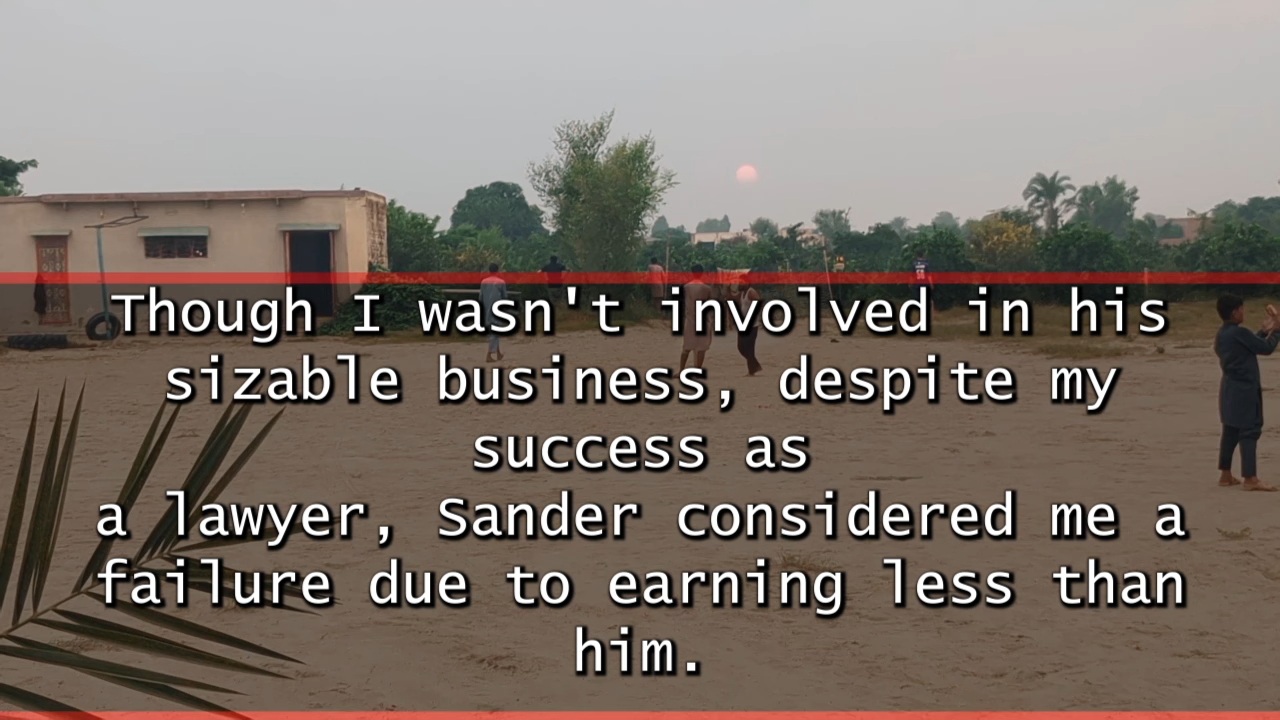 Though I wasn't involved in his
sizable business, despite my
success as
a lawyer, Sander considered me a
failure due to earning less than
him.